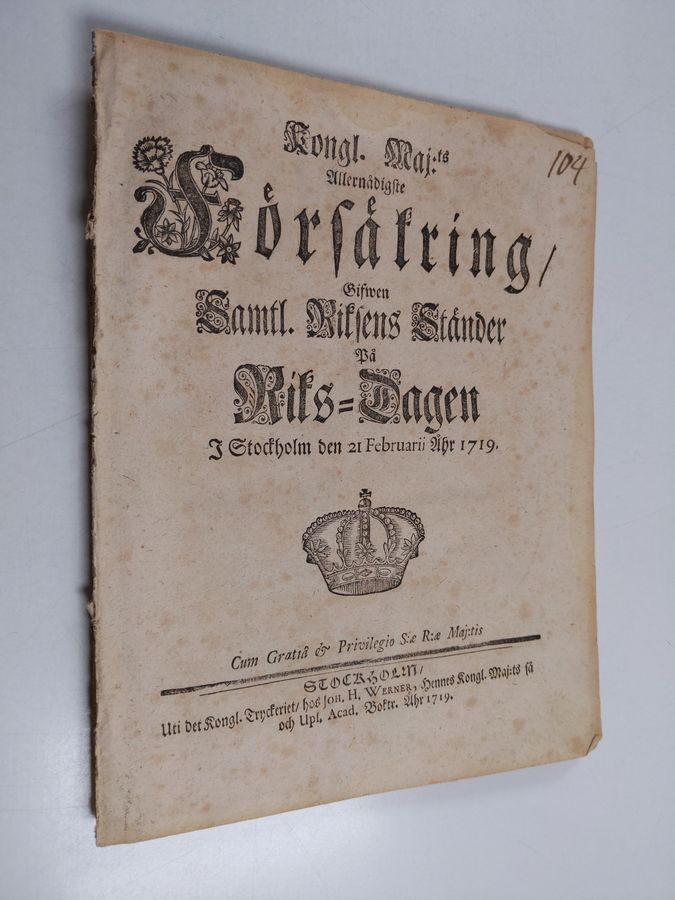 104
Kongl. Maj:ts
Allernådigste
Försäkring/
Gifwen
Samtl. Riksens Ständer
På
Riks-Dagen
J Stockholm den 21 Februarii Åhr 1719.
Cum Gratiâ & Privilegio S:æ R:æ Maj:tis
STOCKHOLM/
Uti det Kongl. Tryckeriet/ hos JOH. H. WERNER, Hennes Kongl. Maj:ts så
och Upl. Acad. Boktr. Åhr 1719.